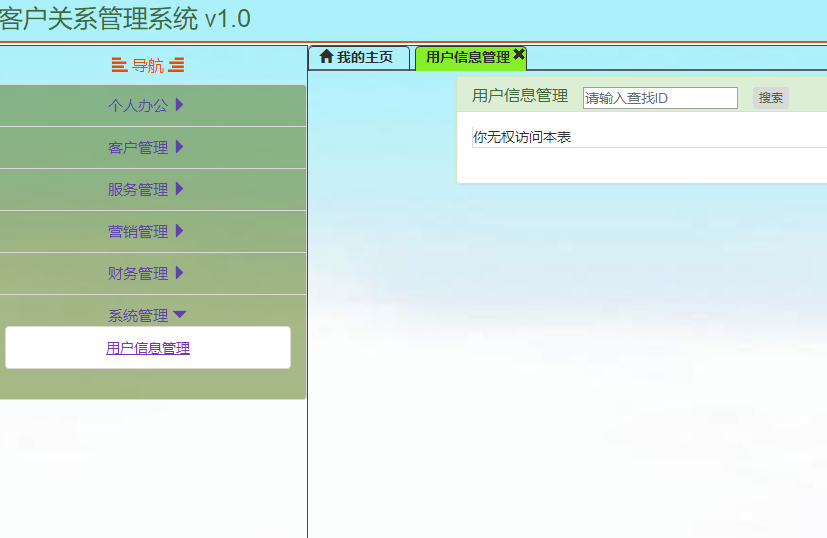 客户关系管理系统 v1.0
导航
我的主页
用户信息管理
个人办公
客户管理
服务管理
营销管理
财务管理
系统管理
用户信息管理
用户信息管理 请输入查找ID 搜索
你无权访问本表